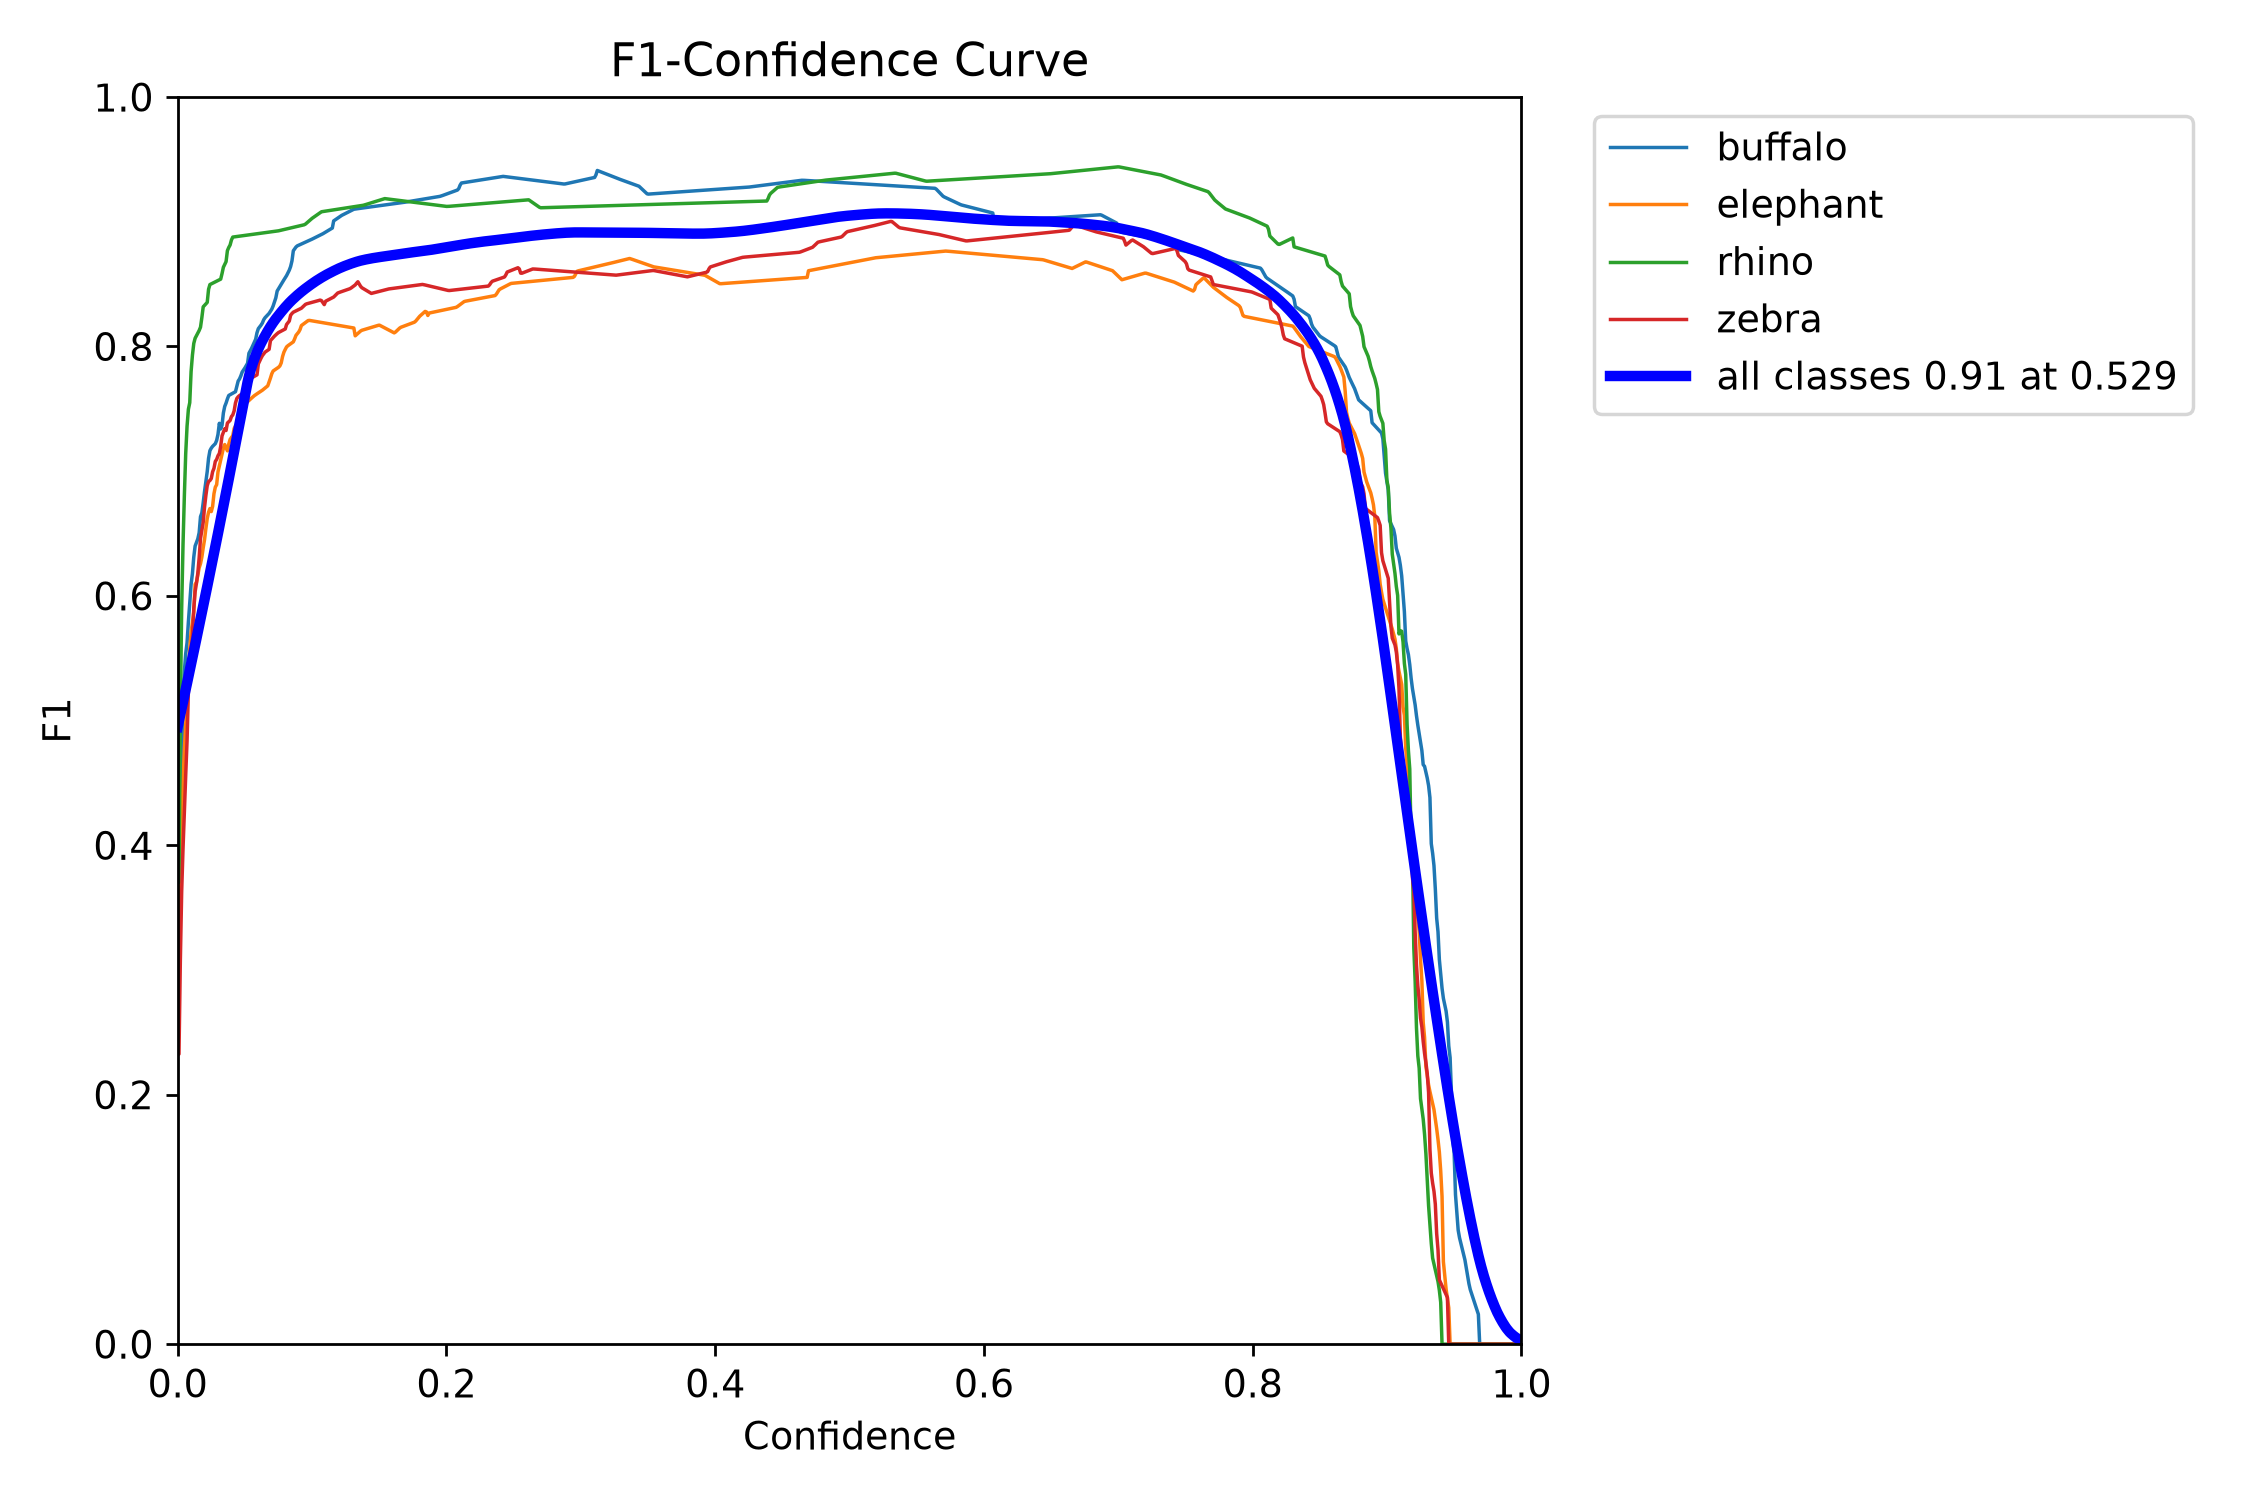 F1-Confidence Curve
1.0
0.8
0.6
0.4
0.2
0.0
F1
0.0 0.2 0.4 0.6 0.8 1.0
Confidence
buffalo
elephant
rhino
zebra
all classes 0.91 at 0.529